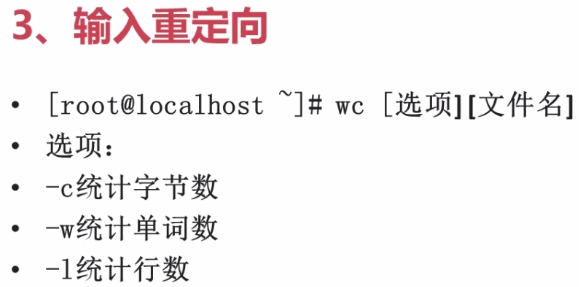 3、输入重定向
• [root@localhost ~]# wc [选项][文件名]
• 选项：
• -c统计字节数
• -w统计单词数
• -l统计行数